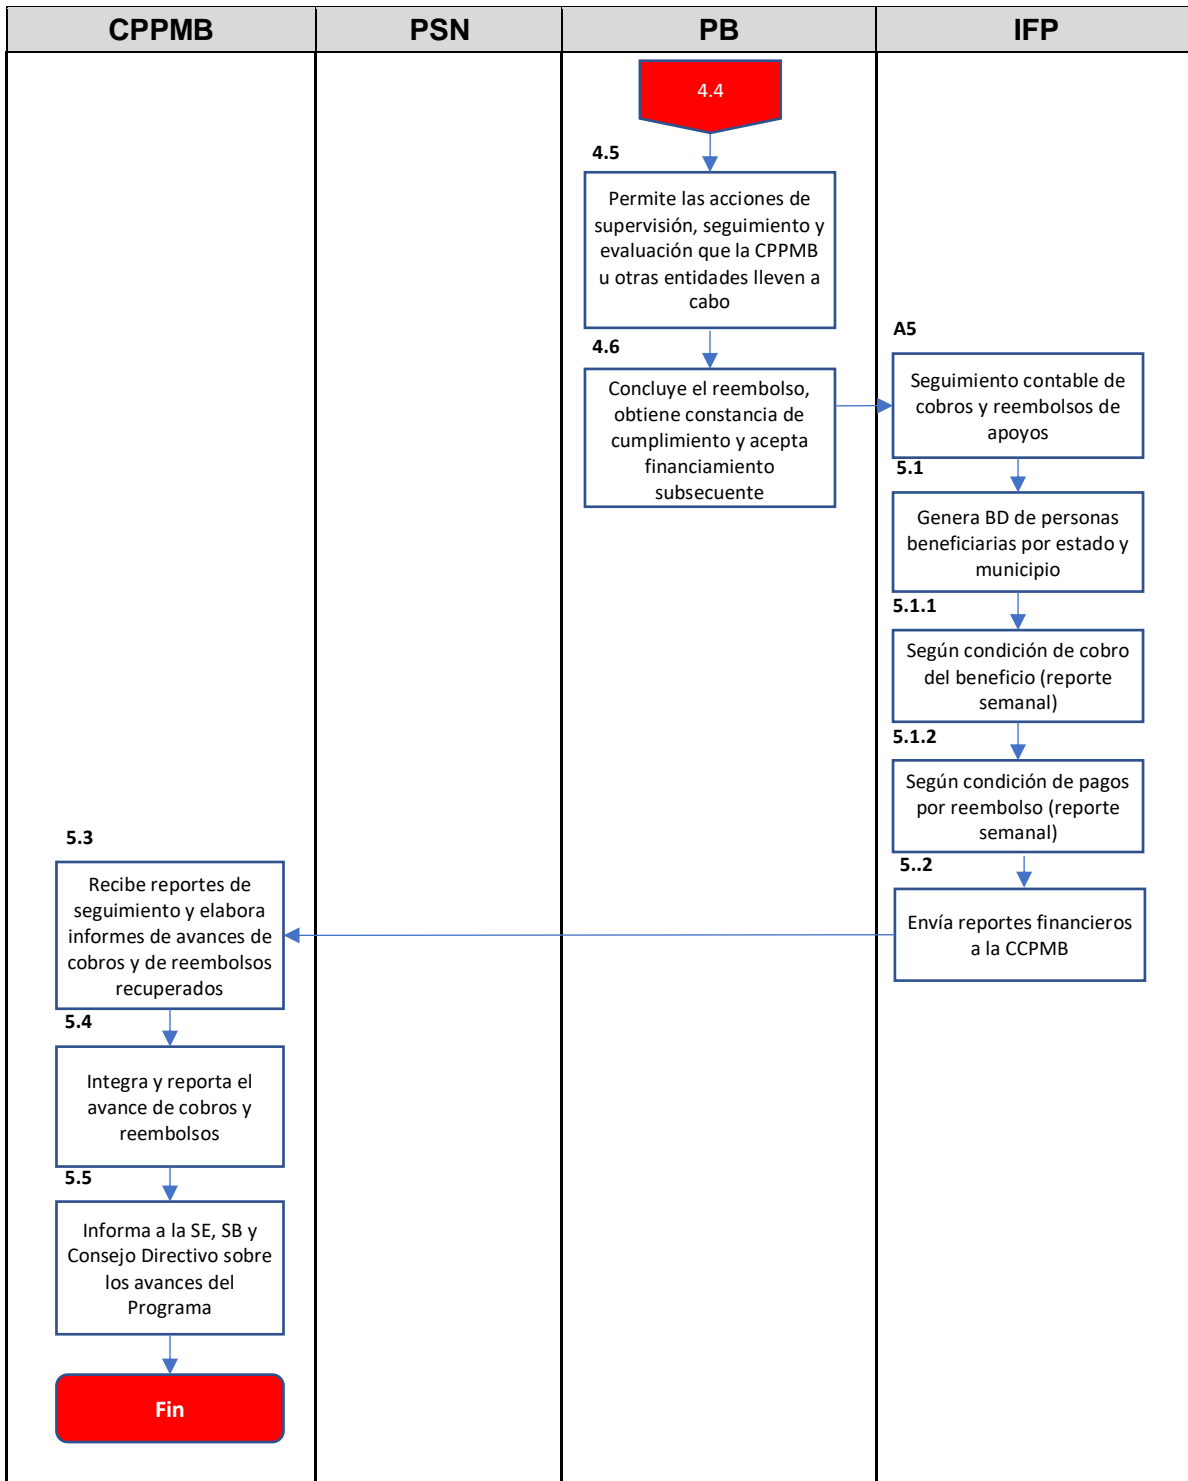 CPPMB
PSN
PB
IFP
4.4
4.5
Permite las acciones de
supervisión, seguimiento y
evaluación que la CPPMB
u otras entidades lleven a
cabo
4.6
Concluye el reembolso,
obtiene constancia de
cumplimiento y acepta
financiamiento
subsecuente
A5
Seguimiento contable de
cobros y reembolsos de
apoyos
5.1
Genera BD de personas
beneficiarias por estado y
municipio
5.1.1
Según condición de cobro
del beneficio (reporte
semanal)
5.1.2
Según condición de pagos
por reembolso (reporte
semanal)
5..2
Envía reportes financieros
a la CCPMB
5.3
Recibe reportes de
seguimiento y elabora
informes de avances de
cobros y de reembolsos
recuperados
5.4
Integra y reporta el
avance de cobros y
reembolsos
5.5
Informa a la SE, SB y
Consejo Directivo sobre
los avances del
Programa
Fin